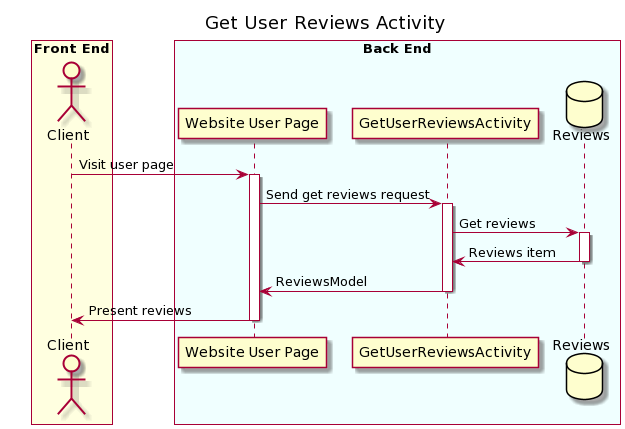 Get User Reviews Activity
Front End
Back End
Client
Website User Page
GetUserReviewsActivity
Reviews
Visit user page
Send get reviews request
Get reviews
Reviews item
ReviewsModel
Present reviews
Client
Website User Page
GetUserReviewsActivity
Reviews